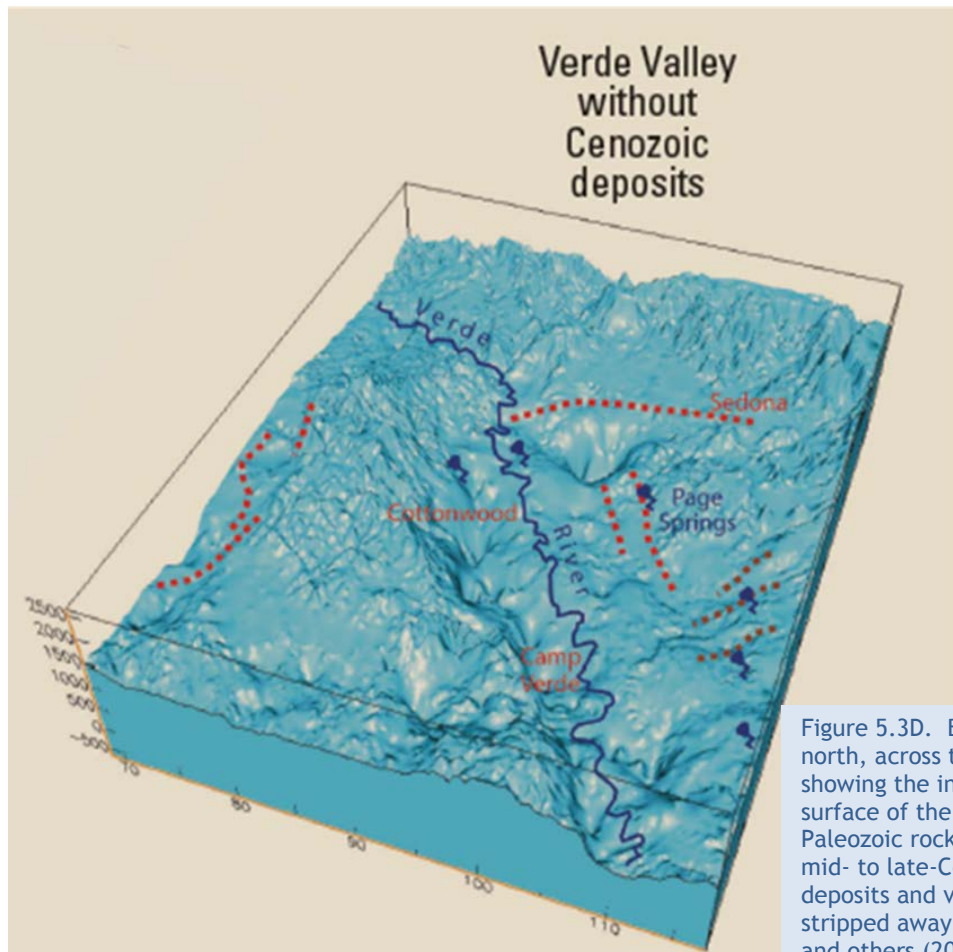 Verde Valley
without
Cenozoic
deposits
Verde
Sedona
Page
Springs
Cottonwood
River
Camp
Verde
2500
2000
1500
1000
500
0
-500
70
80
90
100
110
Figure 5.3D.
north, across
showing the
surface of the
Paleozoic rock
mid- to
deposits and
stripped away
and others